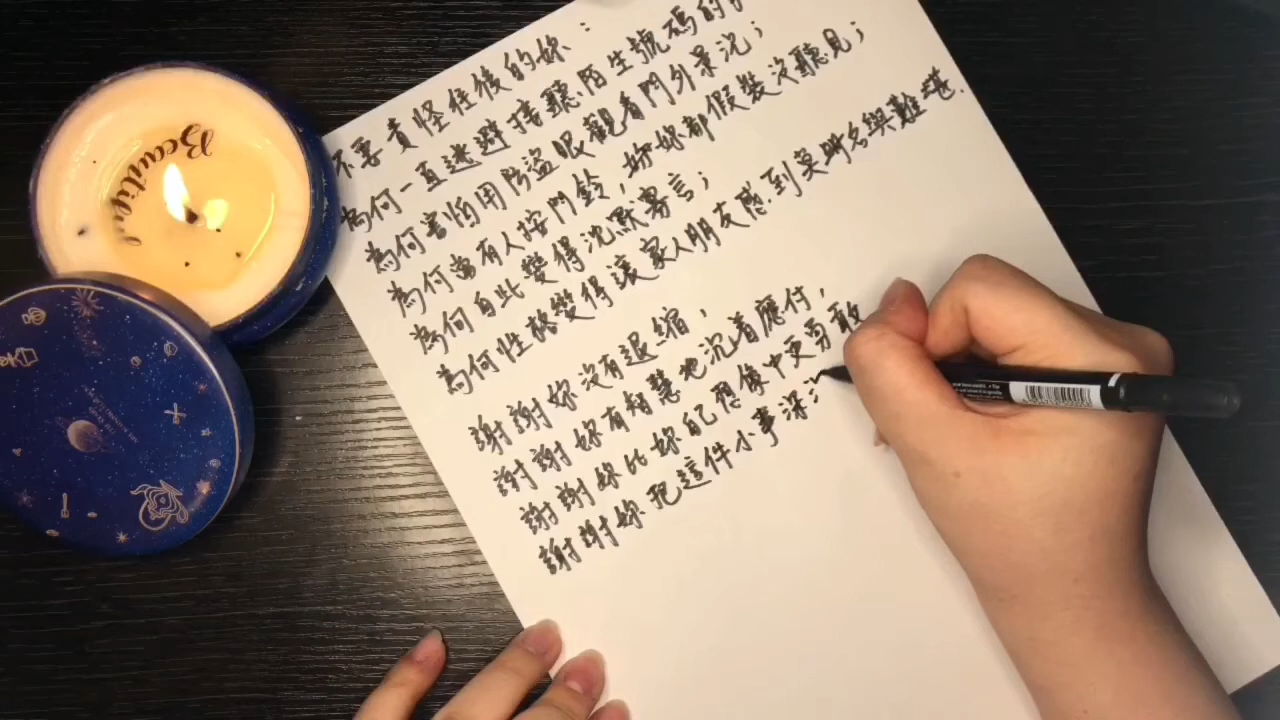 Beautiful
不要責怪往後的妳：
為何一直逃避接聽陌生號碼的
為何害怕用防盜眼觀看門外景況；
為何當有人按門鈴，妳都假裝沒聽見；
為何自此變得沈默寡言；
為何性格變得讓家人朋友感到莫明名與難堪.
謝謝妳沒有退縮，
謝謝妳有智慧地沉着應付，
謝謝妳比妳自己想像中更勇敢
謝謝妳把這件小事深